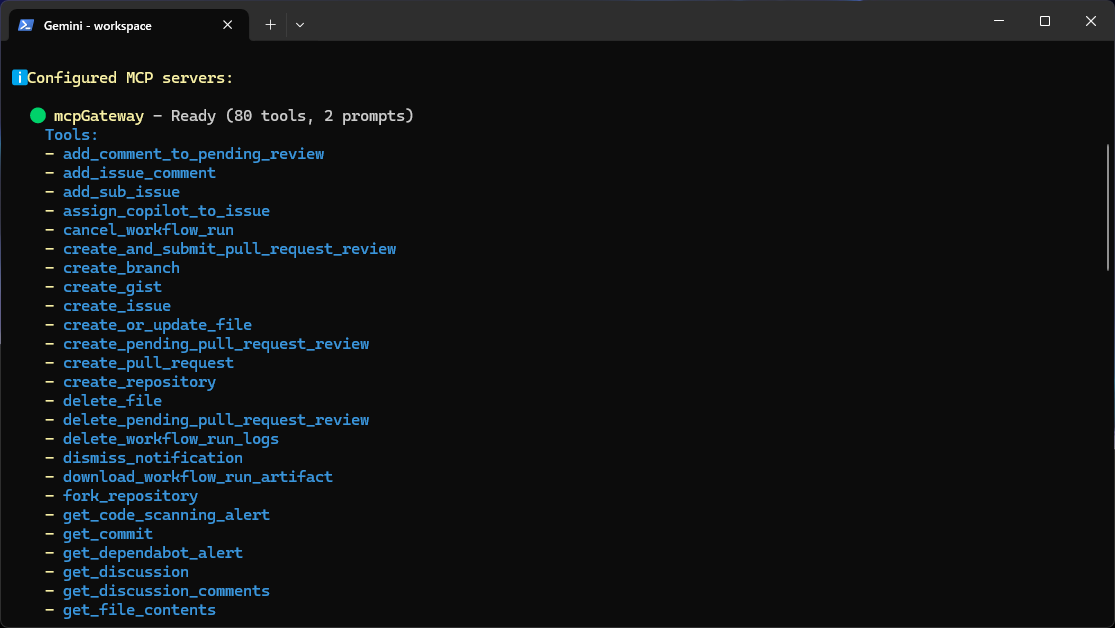 Gemini - workspace
Configured MCP servers:
mcpGateway - Ready (80 tools, 2 prompts)
Tools:
- add_comment_to_pending_review
- add_issue_comment
- add_sub_issue
- assign_copilot_to_issue
- cancel_workflow_run
- create_and_submit_pull_request_review
- create_branch
- create_gist
- create_issue
- create_or_update_file
- create_pending_pull_request_review
- create_pull_request
- create_repository
- delete_file
- delete_pending_pull_request_review
- delete_workflow_run_logs
- dismiss_notification
- download_workflow_run_artifact
- fork_repository
- get_code_scanning_alert
- get_commit
- get_dependabot_alert
- get_discussion
- get_discussion_comments
- get_file_contents